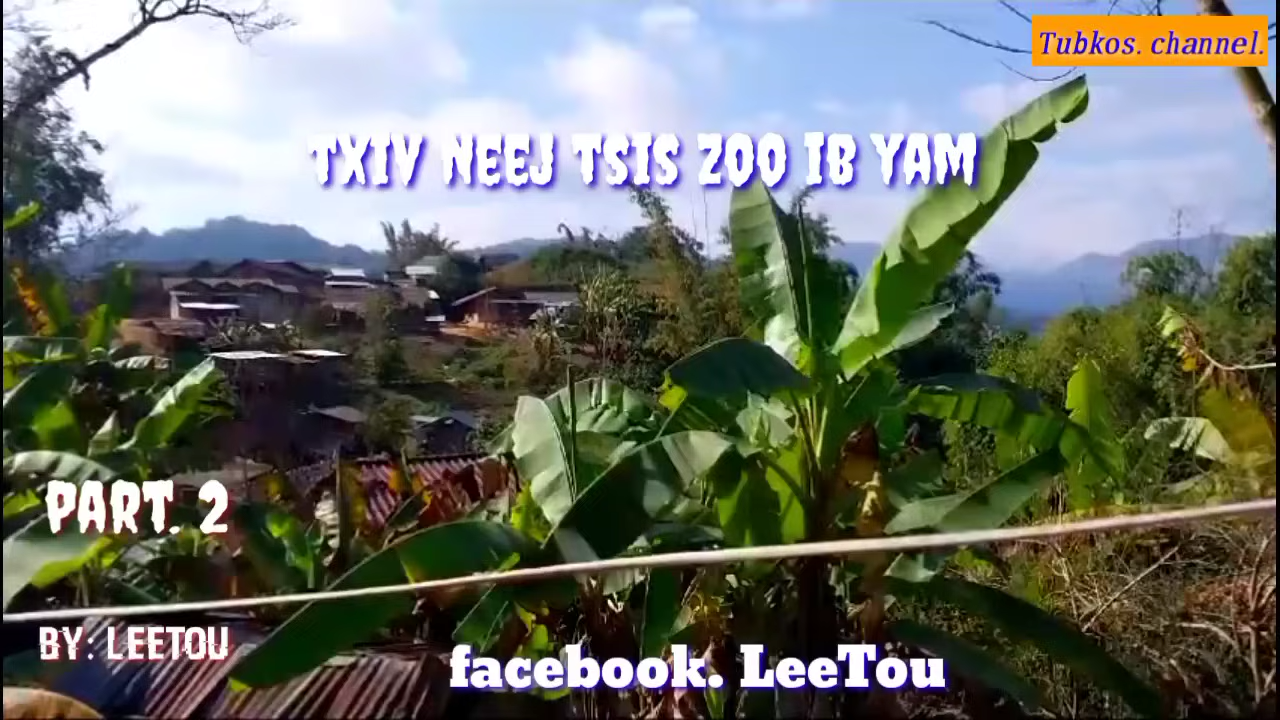 Tubkos. channel.
TXIV NEEJ TSIS ZOO IB YAM
PART. 2
BY: LEETOU
facebook. LeeTou